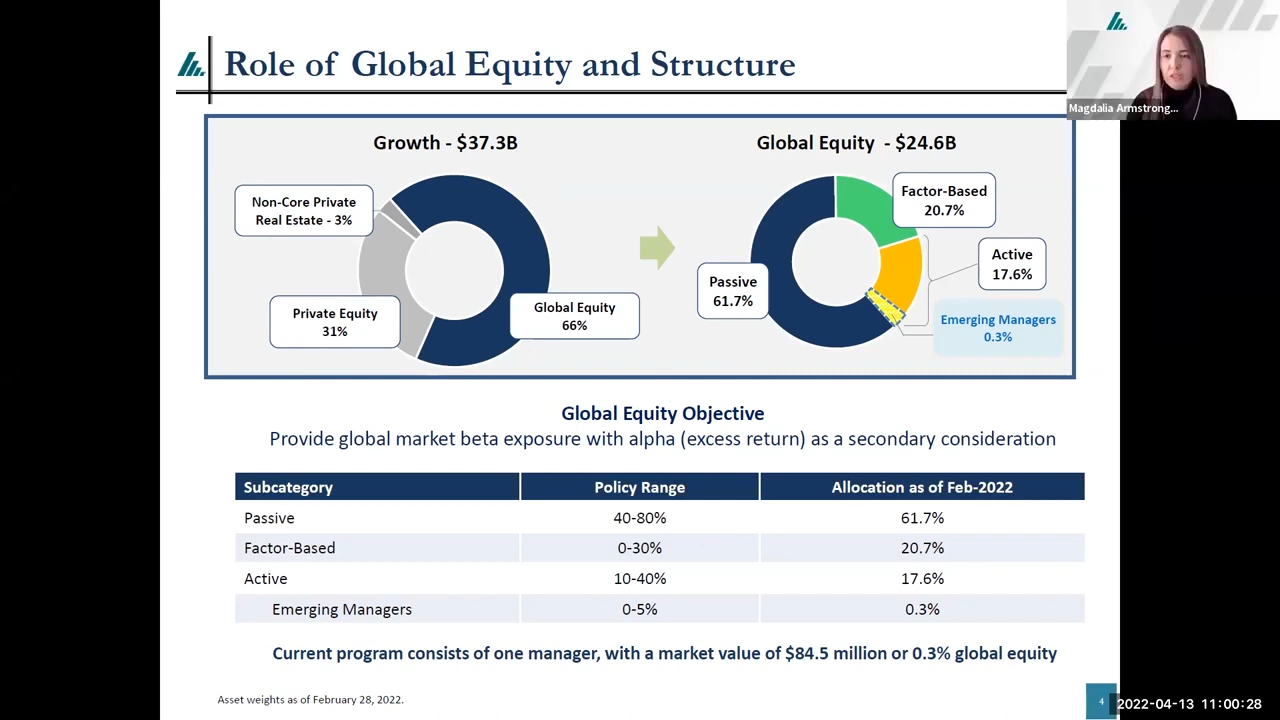 Role of Global Equity and Structure
Magdalia Armstrong...
Growth - $37.3B
Non-Core Private
Real Estate - 3%
Private Equity
31%
Global Equity
66%
Global Equity - $24.6B
Factor-Based
20.7%
Active
17.6%
Passive
61.7%
Emerging Managers
0.3%
Global Equity Objective
Provide global market beta exposure with alpha (excess return) as a secondary consideration
Subcategory Policy Range Allocation as of Feb-2022
Passive 40-80% 61.7%
Factor-Based 0-30% 20.7%
Active 10-40% 17.6%
Emerging Managers 0-5% 0.3%
Current program consists of one manager, with a market value of $84.5 million or 0.3% global equity
Asset weights as of February 28, 2022.
4
2022-04-13 11:00:28